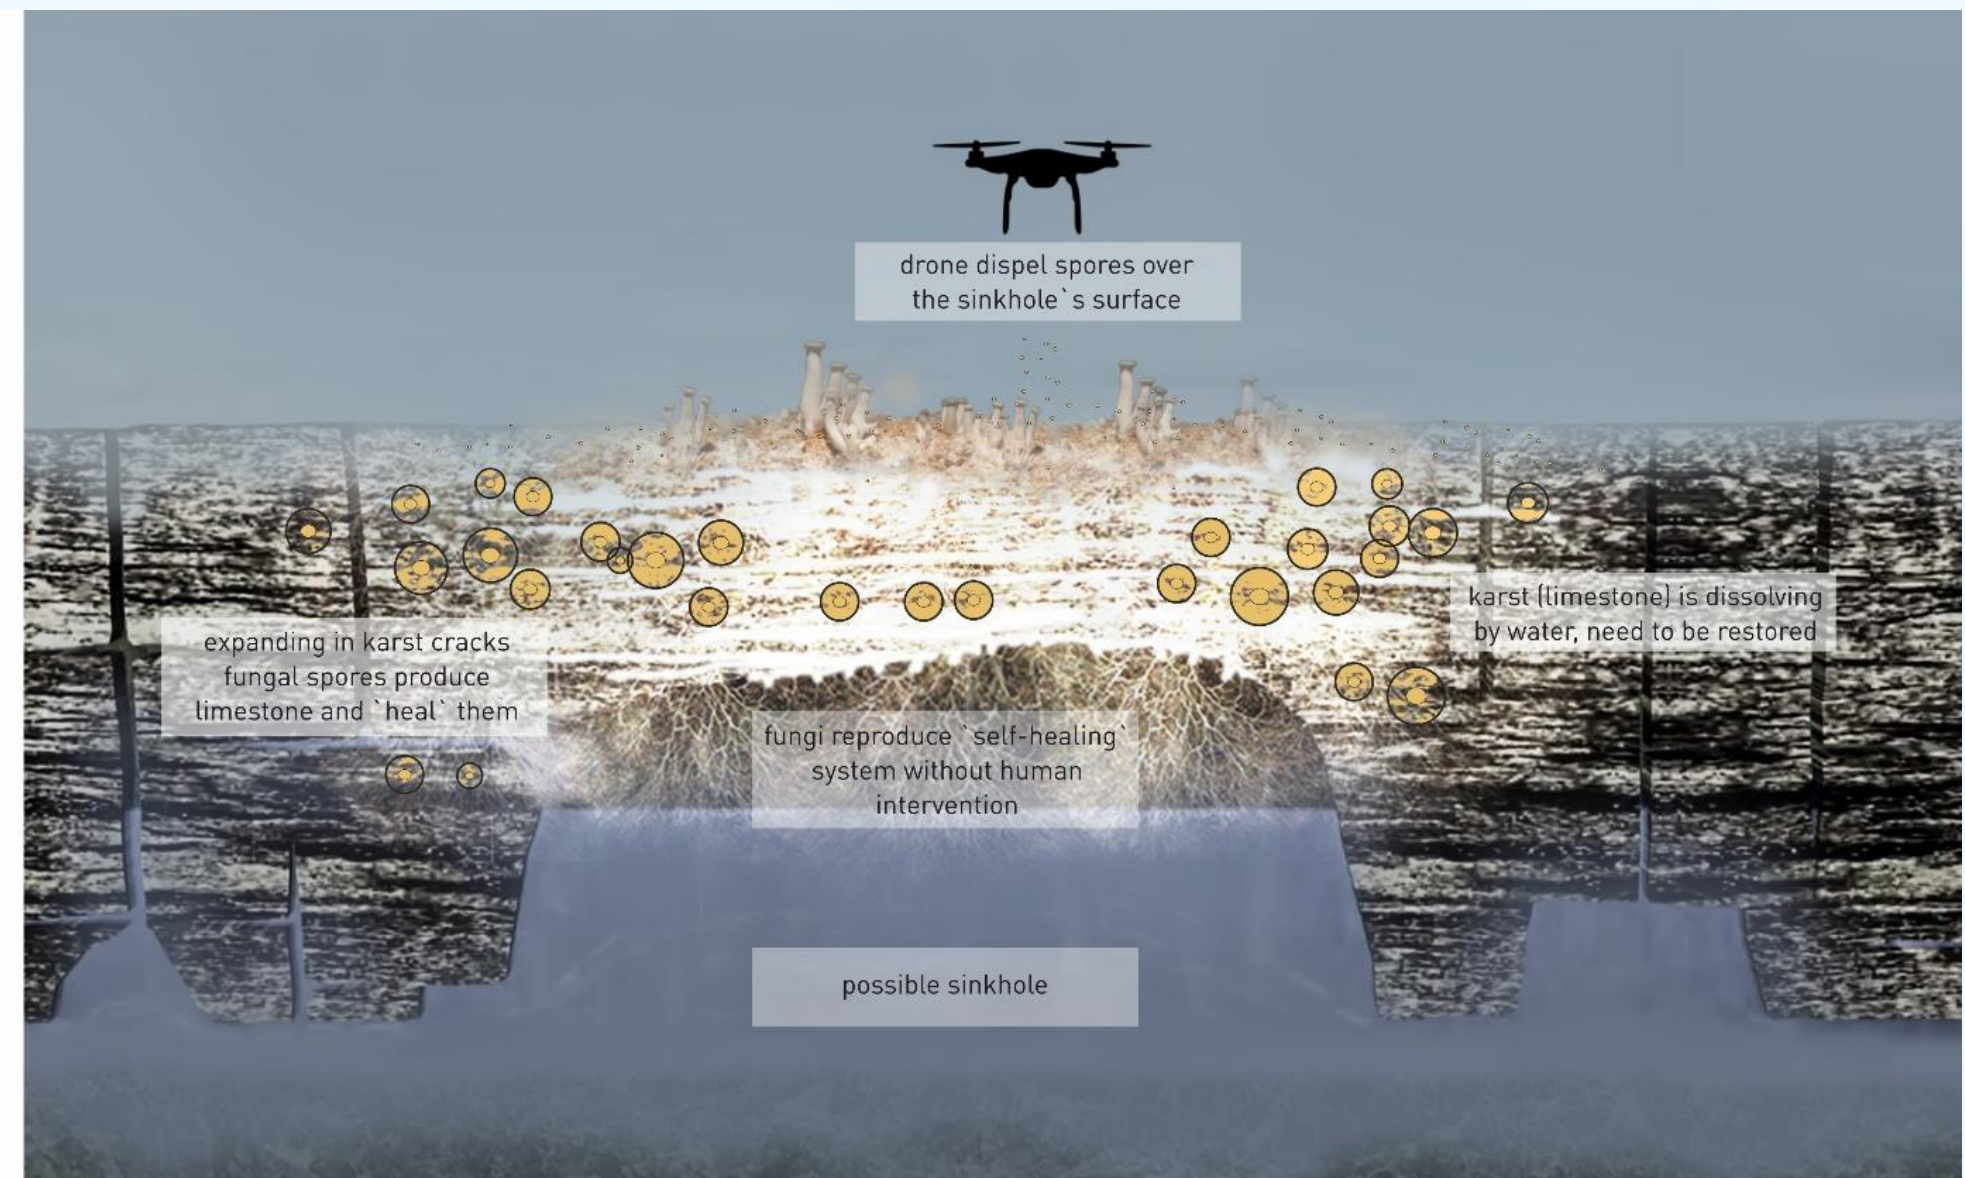 drone dispel spores over
the sinkhole`s surface
karst (limestone) is dissolving
by water, need to be restored
expanding in karst cracks
fungal spores produce
limestone and `heal` them
fungi reproduce `self-healing`
system without human
intervention
possible sinkhole